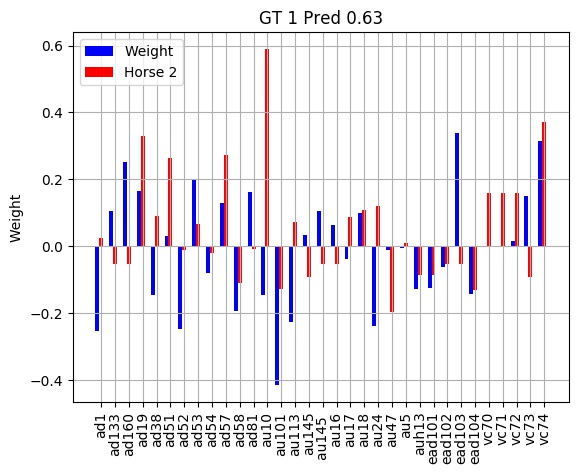 GT 1 Pred 0.63
Weight
Horse 2
Weight
0.6
0.4
0.2
0.0
−0.2
−0.4
ad1
ad133
ad160
ad19
ad38
ad51
ad52
ad53
ad54
ad57
ad58
ad81
au10
au101
au113
au145
au145
au16
au17
au18
au24
au47
au5
auh13
ead101
ead102
ead103
ead104
vc70
vc71
vc72
vc73
vc74